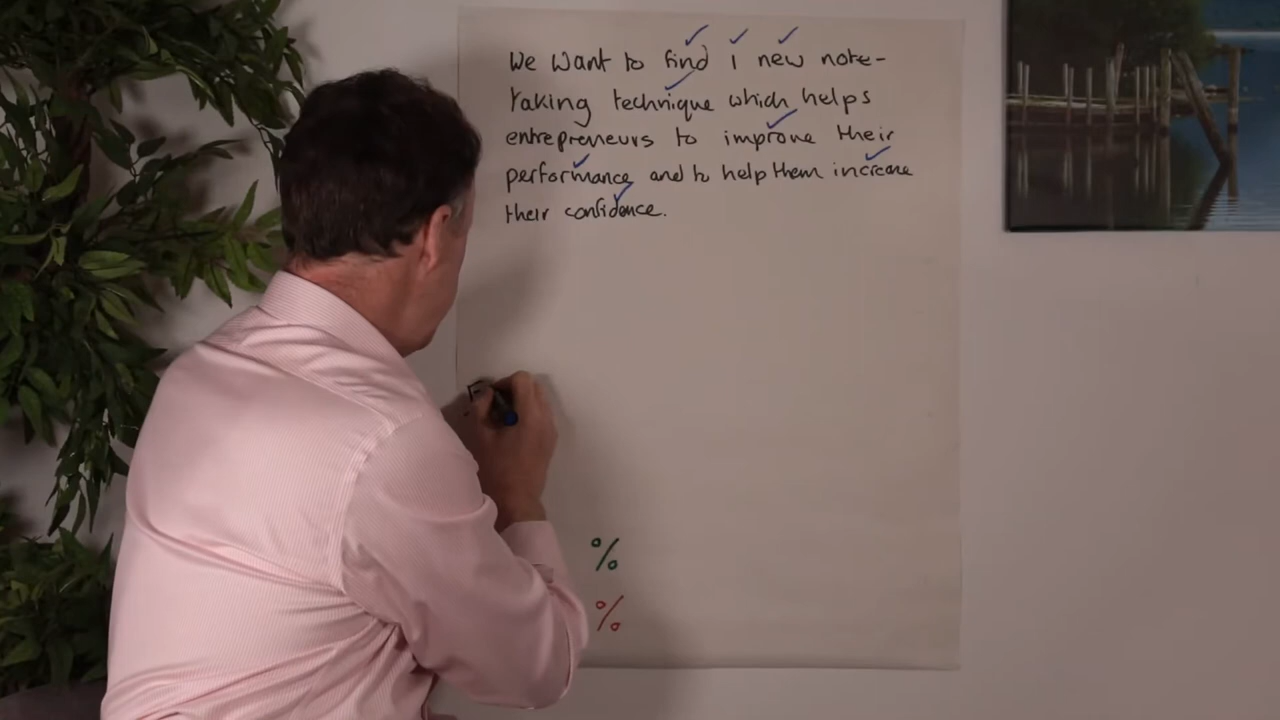 We want to find 1 new note-
taking technique which helps
entrepreneurs to improve their
performance and to help them increase
their confidence.
%
%